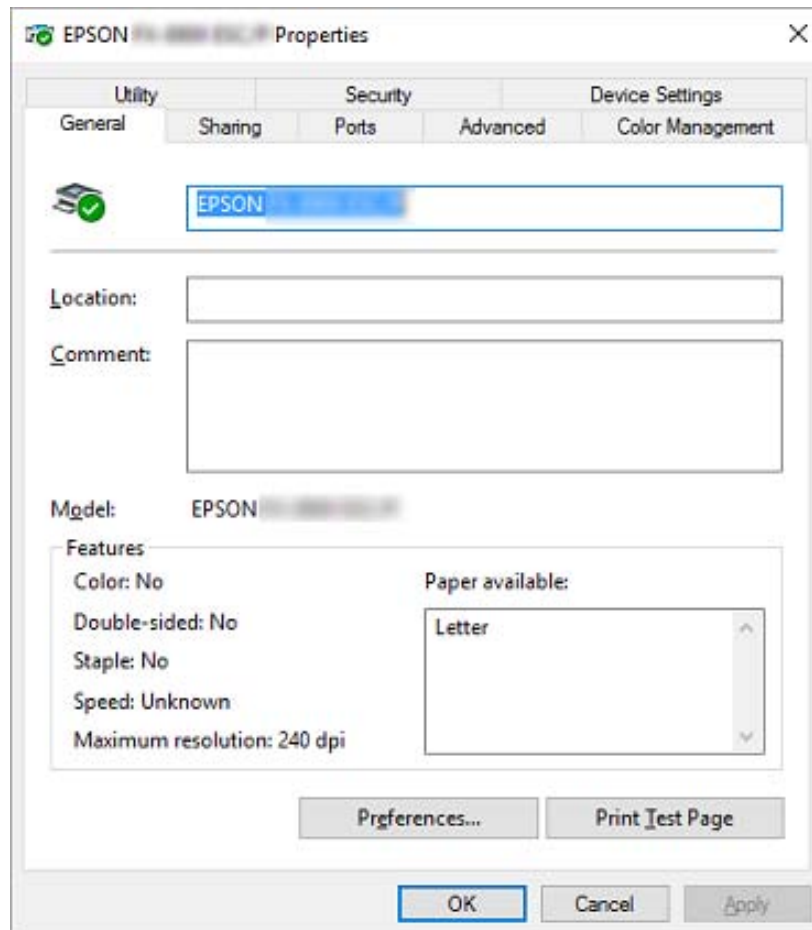 EPSON Properties
Utility Security Device Settings
General Sharing Ports Advanced Color Management
EPSON
Location:
Comment:
Model: EPSON
Features
Color: No
Paper available:
Double-sided: No
Letter
Staple: No
Speed: Unknown
Maximum resolution: 240 dpi
Preferences... Print Test Page
OK Cancel Apply